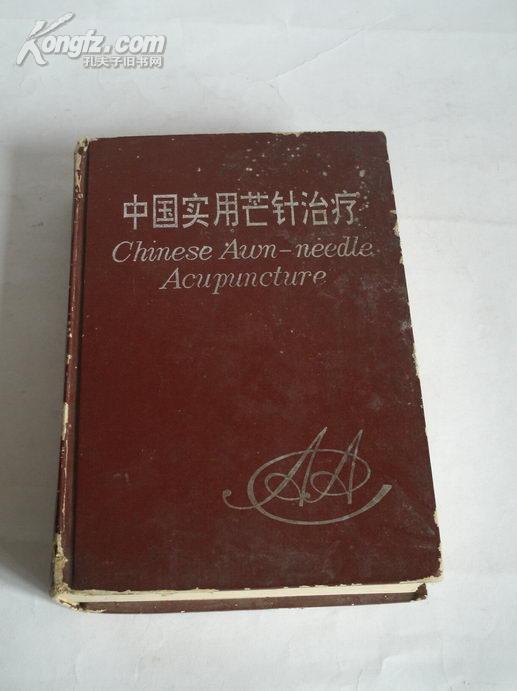 Kongfz.com
孔夫子旧书网
中国实用芒针治疗
Chinese Awn-needle
Acupuncture
AA